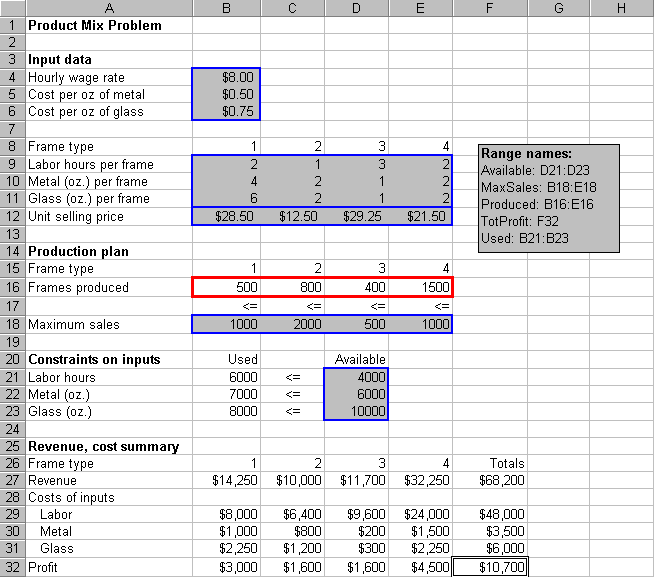 A B C D E F G H
1 Product Mix Problem
2
3 Input data
4 Hourly wage rate $8.00
5 Cost per oz of metal $0.50
6 Cost per oz of glass $0.75
7
8 Frame type 1 2 3 4
9 Labor hours per frame 2 1 3 2
10 Metal (oz.) per frame 4 2 1 2
11 Glass (oz.) per frame 6 2 1 2
12 Unit selling price $28.50 $12.50 $29.25 $21.50
Range names:
Available: D21:D23
MaxSales: B18:E18
Produced: B16:E16
TotProfit: F32
Used: B21:B23
13
14 Production plan
15 Frame type 1 2 3 4
16 Frames produced 500 800 400 1500
17 <= <= <= <=
18 Maximum sales 1000 2000 500 1000
19
20 Constraints on inputs Used Available
21 Labor hours 6000 <= 4000
22 Metal (oz.) 7000 <= 6000
23 Glass (oz.) 8000 <= 10000
24
25 Revenue, cost summary
26 Frame type 1 2 3 4 Totals
27 Revenue $14,250 $10,000 $11,700 $32,250 $68,200
28 Costs of inputs
29 Labor $8,000 $6,400 $9,600 $24,000 $48,000
30 Metal $1,000 $800 $200 $1,500 $3,500
31 Glass $2,250 $1,200 $300 $2,250 $6,000
32 Profit $3,000 $1,600 $1,600 $4,500 $10,700